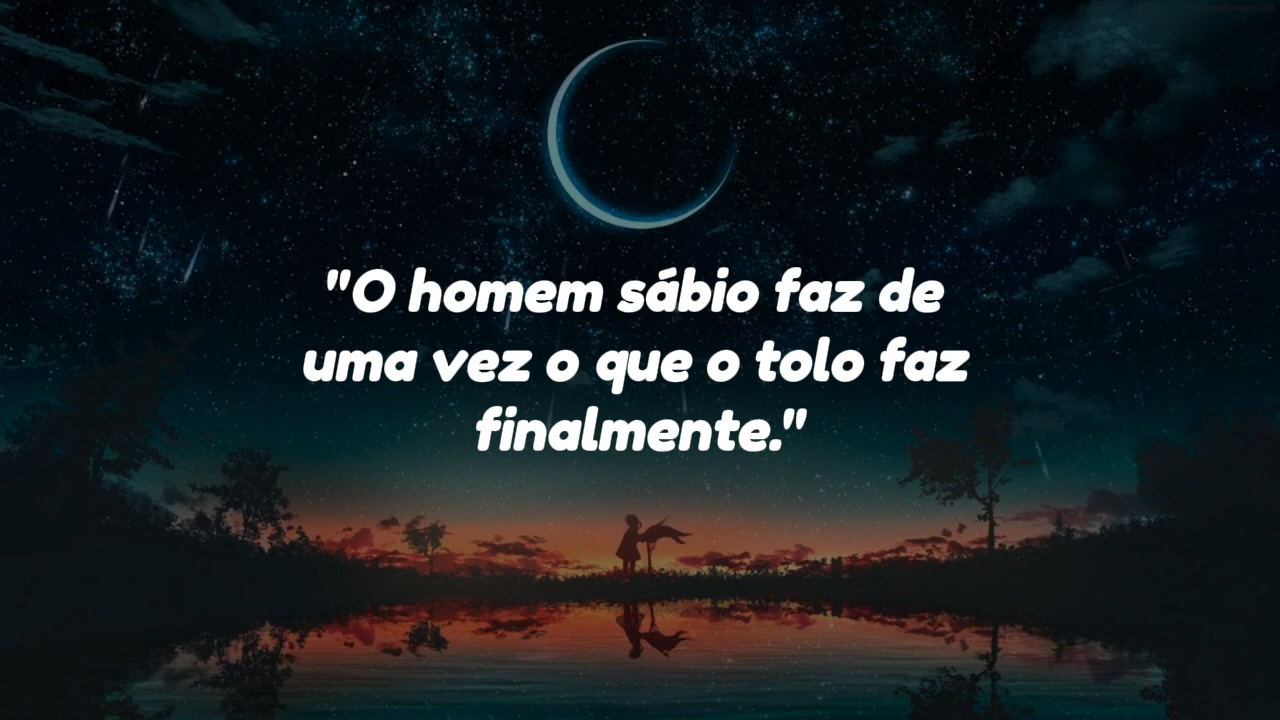 "O homem sábio faz de
uma vez o que o tolo faz
finalmente."